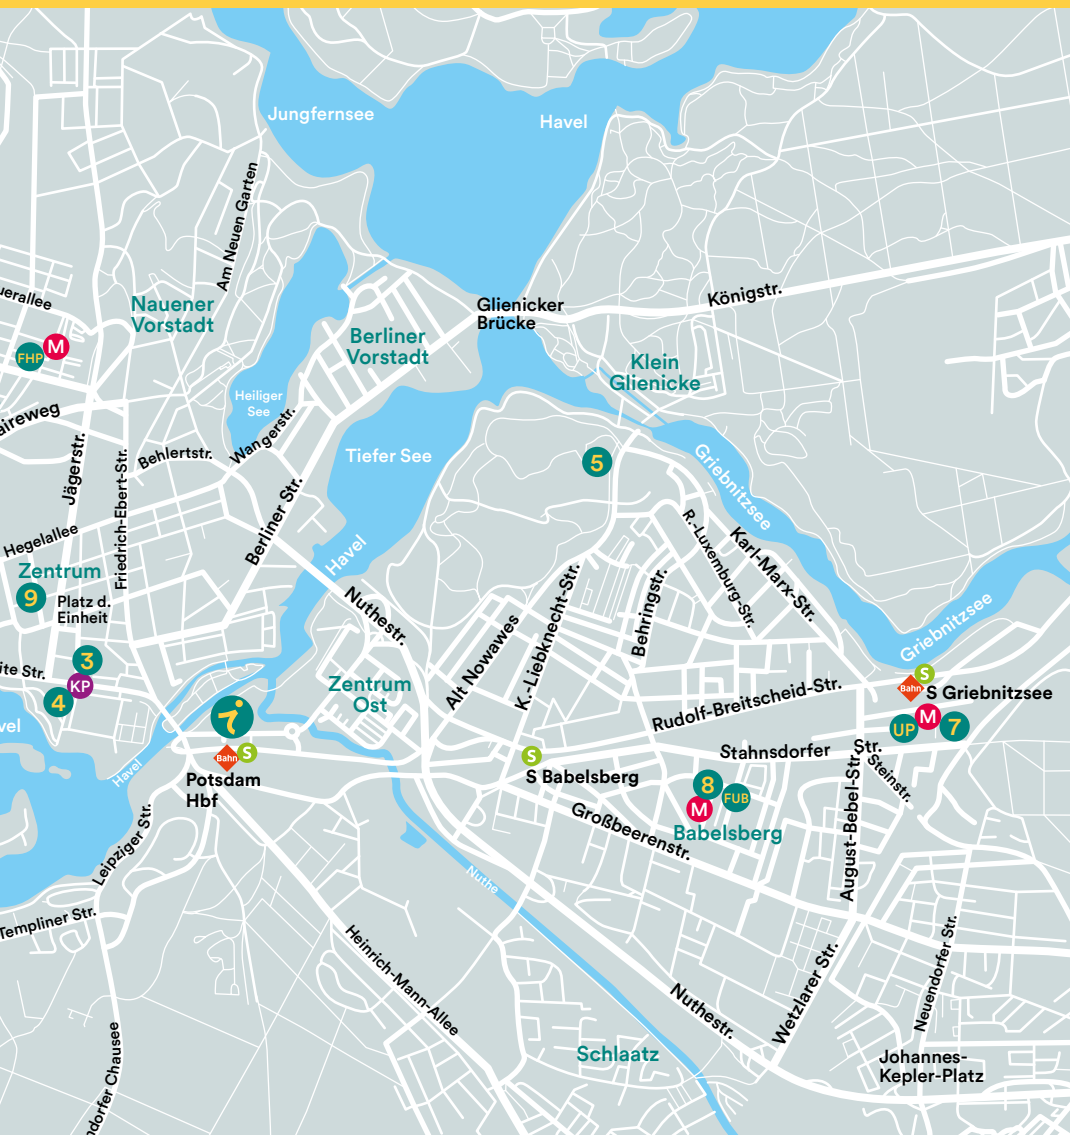 Jungfernsee
Havel
Am Neuen Garten
uerallee
Nauener
Vorstadt
Glienicker
Brücke
Königstr.
FHP
M
Berliner
Vorstadt
Klein
Glienicke
Heiliger
See
aireweg
Wangerstr.
Jägerstr.
Behlertstr.
Tiefer See
5
Griebnitzsee
Friedrich-Ebert-Str.
Berliner Str.
Hegelallee
Havel
R.-Luxemburg-Str.
Karl-Marx-Str.
Zentrum
9
Platz d.
Einheit
Nuthestr.
Alt Nowawes
K.-Liebknecht-Str.
Behringstr.
Griebnitzsee
3
ite Str.
KP
4
Zentrum
Ost
Rudolf-Breitscheid-Str.
S
Bahn
S Griebnitzsee
vel
i
UP
M
7
Bahn
S
Potsdam
Hbf
Havel
S
S Babelsberg
Stahnsdorfer Str.
Steinstr.
8
FUB
M
Babelsberg
Großbeerenstr.
August-Bebel-Str.
Leipziger Str.
Nuthe
Templiner Str.
Heinrich-Mann-Allee
Nuthestr.
Wetzlarer Str.
Neuendorfer Str.
Schlaatz
Johannes-
Kepler-Platz
ndorfer Chausee